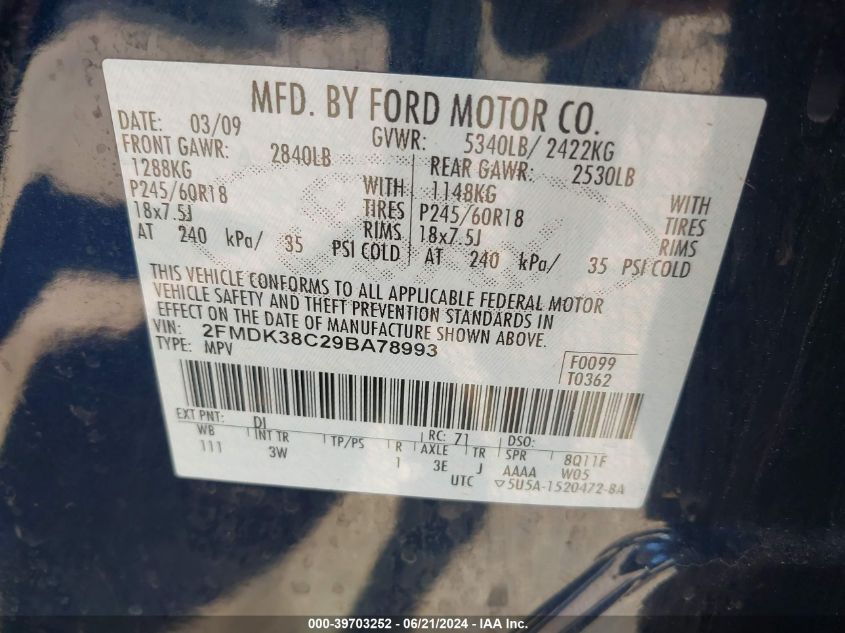 MFD. BY FORD MOTOR CO.
DATE: 03/09 GVWR: 5340LB/ 2422KG
FRONT GAWR: 2840LB REAR GAWR: 2530LB
1288KG WITH 1148KG WITH
P245/60R18 TIRES P245/60R18 TIRES
18x7.5J RIMS 18x7.5J RIMS
AT 240 kPa/ 35 PSI COLD AT 240 kPa/ 35 PSI COLD
THIS VEHICLE CONFORMS TO ALL APPLICABLE FEDERAL MOTOR
VEHICLE SAFETY AND THEFT PREVENTION STANDARDS IN
EFFECT ON THE DATE OF MANUFACTURE SHOWN ABOVE.
VIN: 2FMDK38C29BA78993
TYPE: MPV
F0099
T0362
EXT PNT: DI RC: 71 DSO:
WB INT TR TP/PS R AXLE TR SPR 8Q11F
111 3W 1 3E J AAAA W05
UTC ▽5U5A-1520472-BA
000-39703252 - 06/21/2024 - IAA Inc.